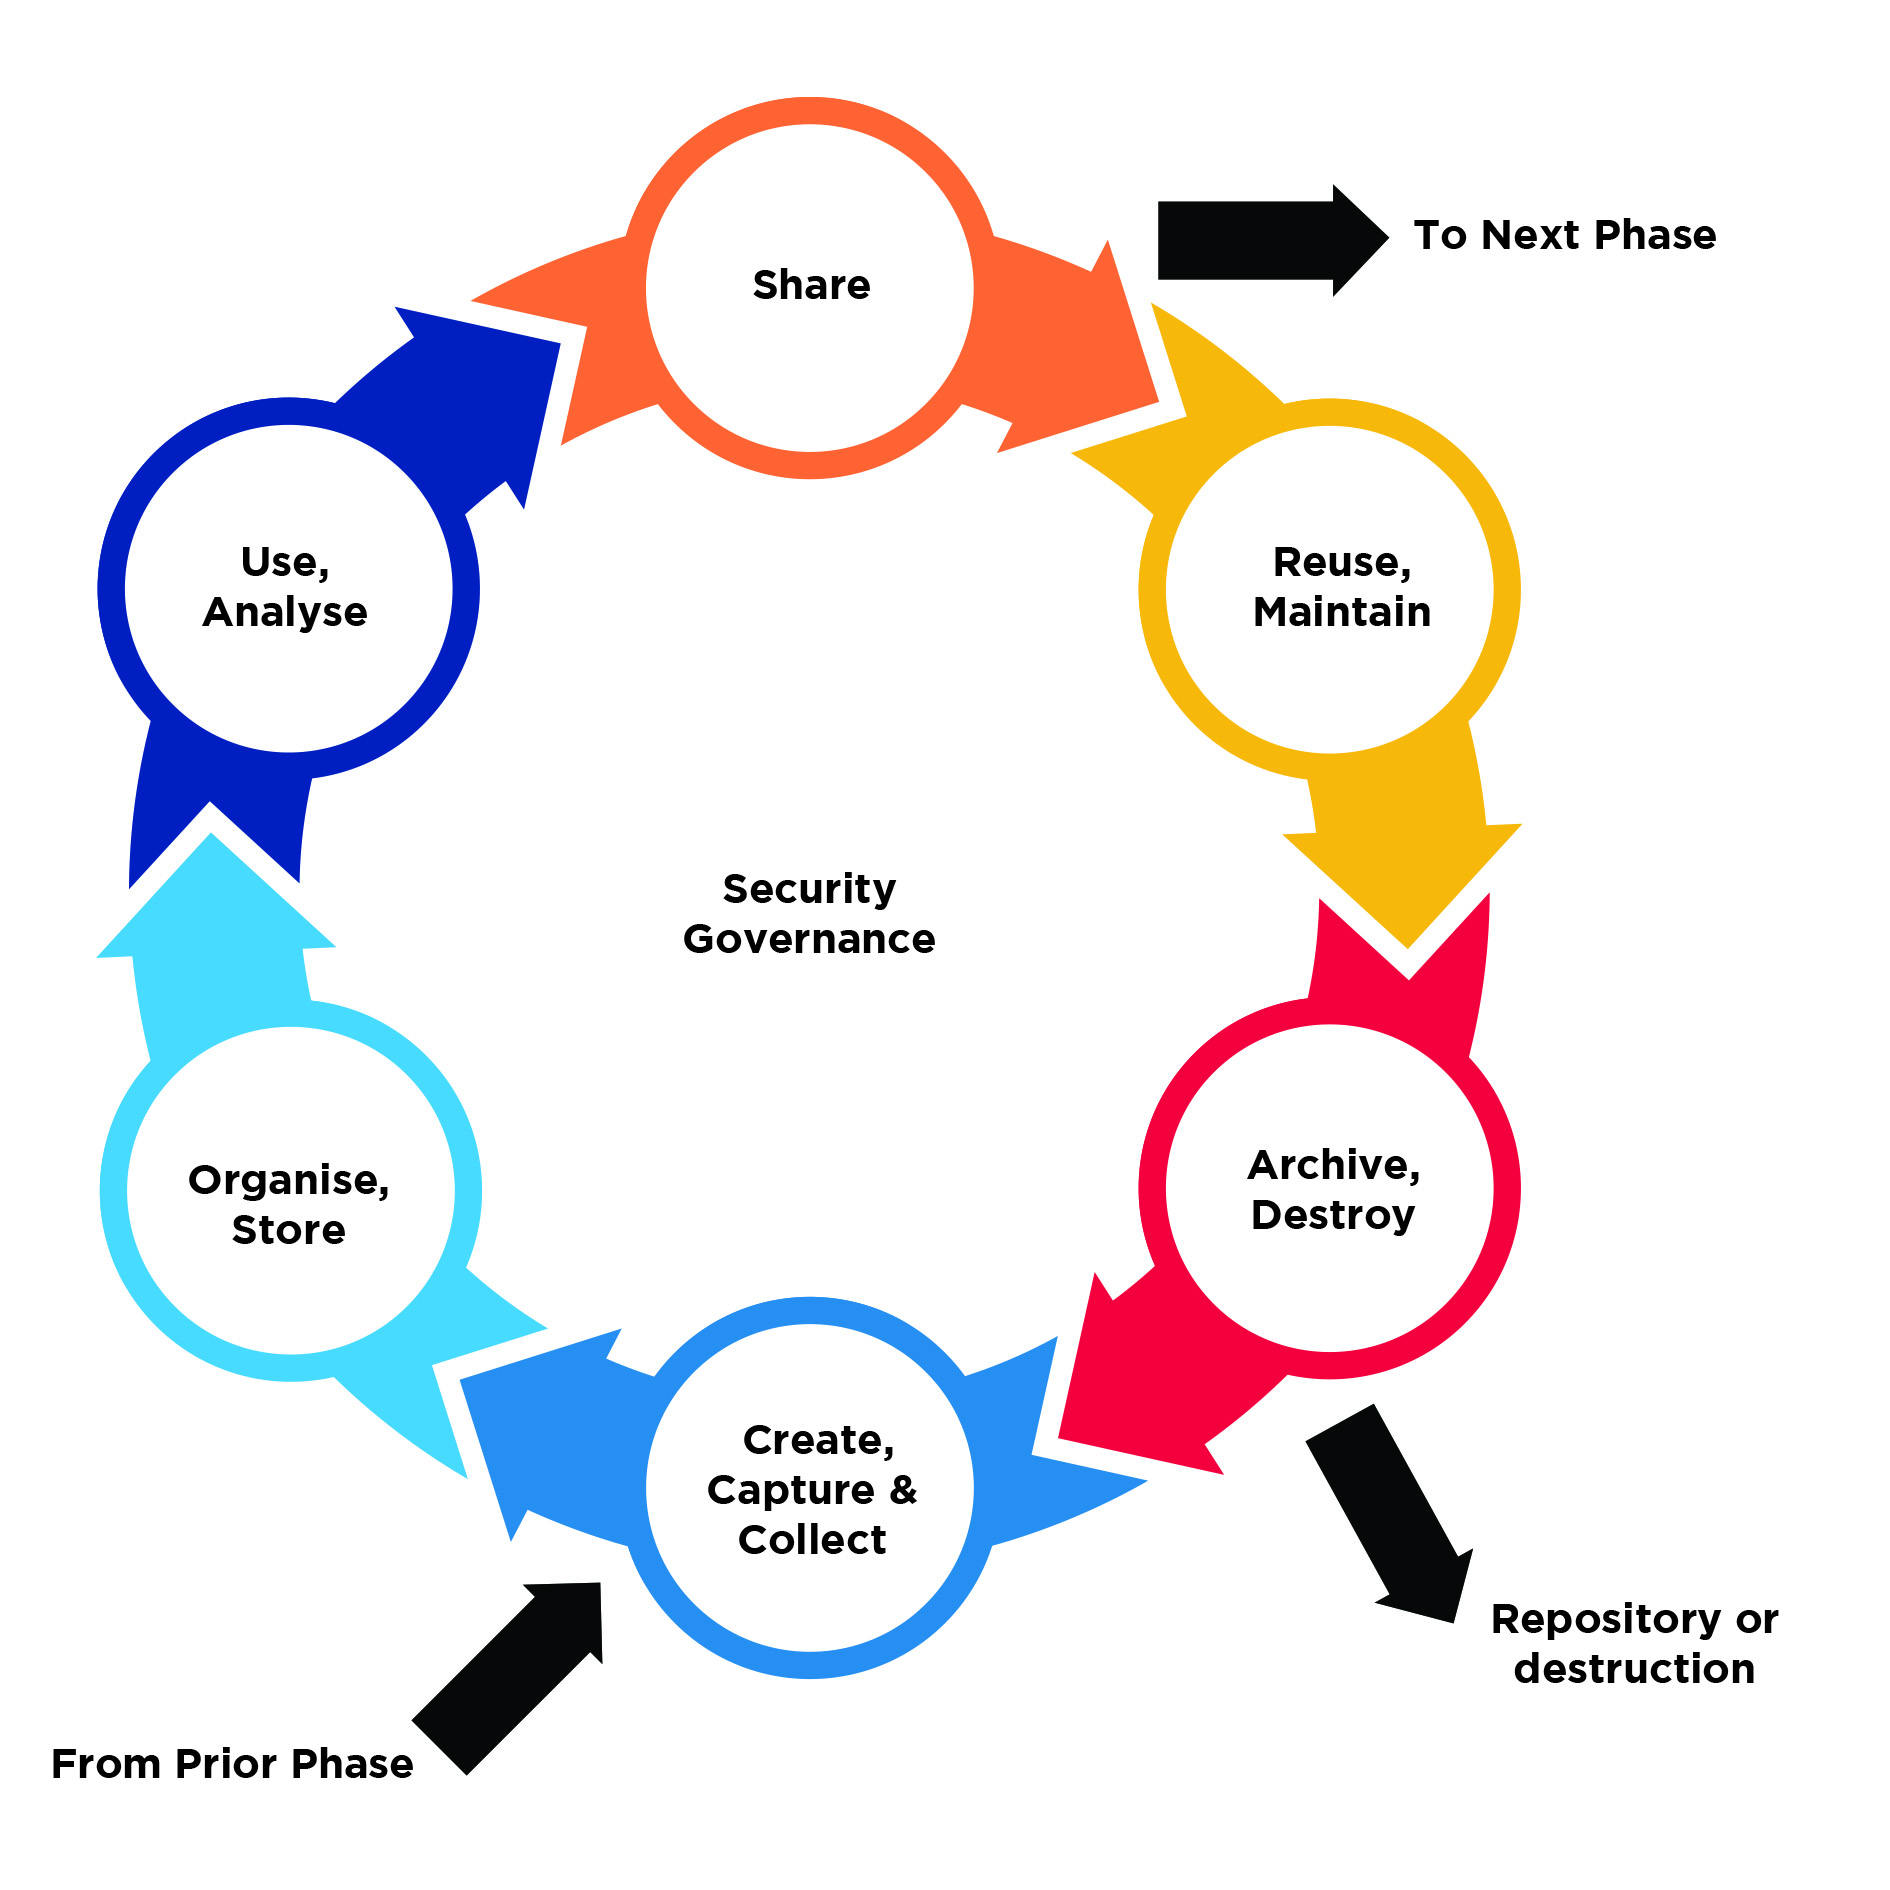 Share
To Next Phase
Use,
Analyse
Reuse,
Maintain
Security
Governance
Organise,
Store
Archive,
Destroy
Create,
Capture &
Collect
Repository or
destruction
From Prior Phase